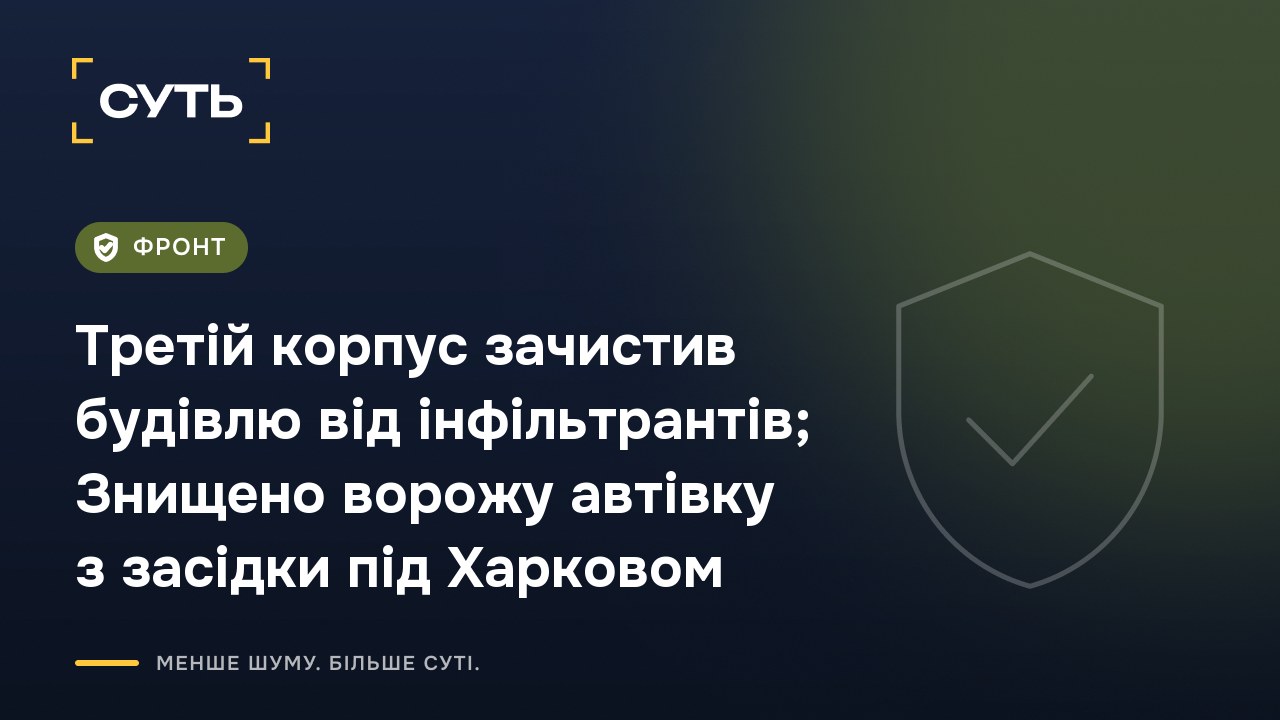 СУТЬ
ФРОНТ
Третій корпус зачистив
будівлю від інфільтрантів;
Знищено ворожу автівку
з засідки під Харковом
МЕНШЕ ШУМУ. БІЛЬШЕ СУТІ.